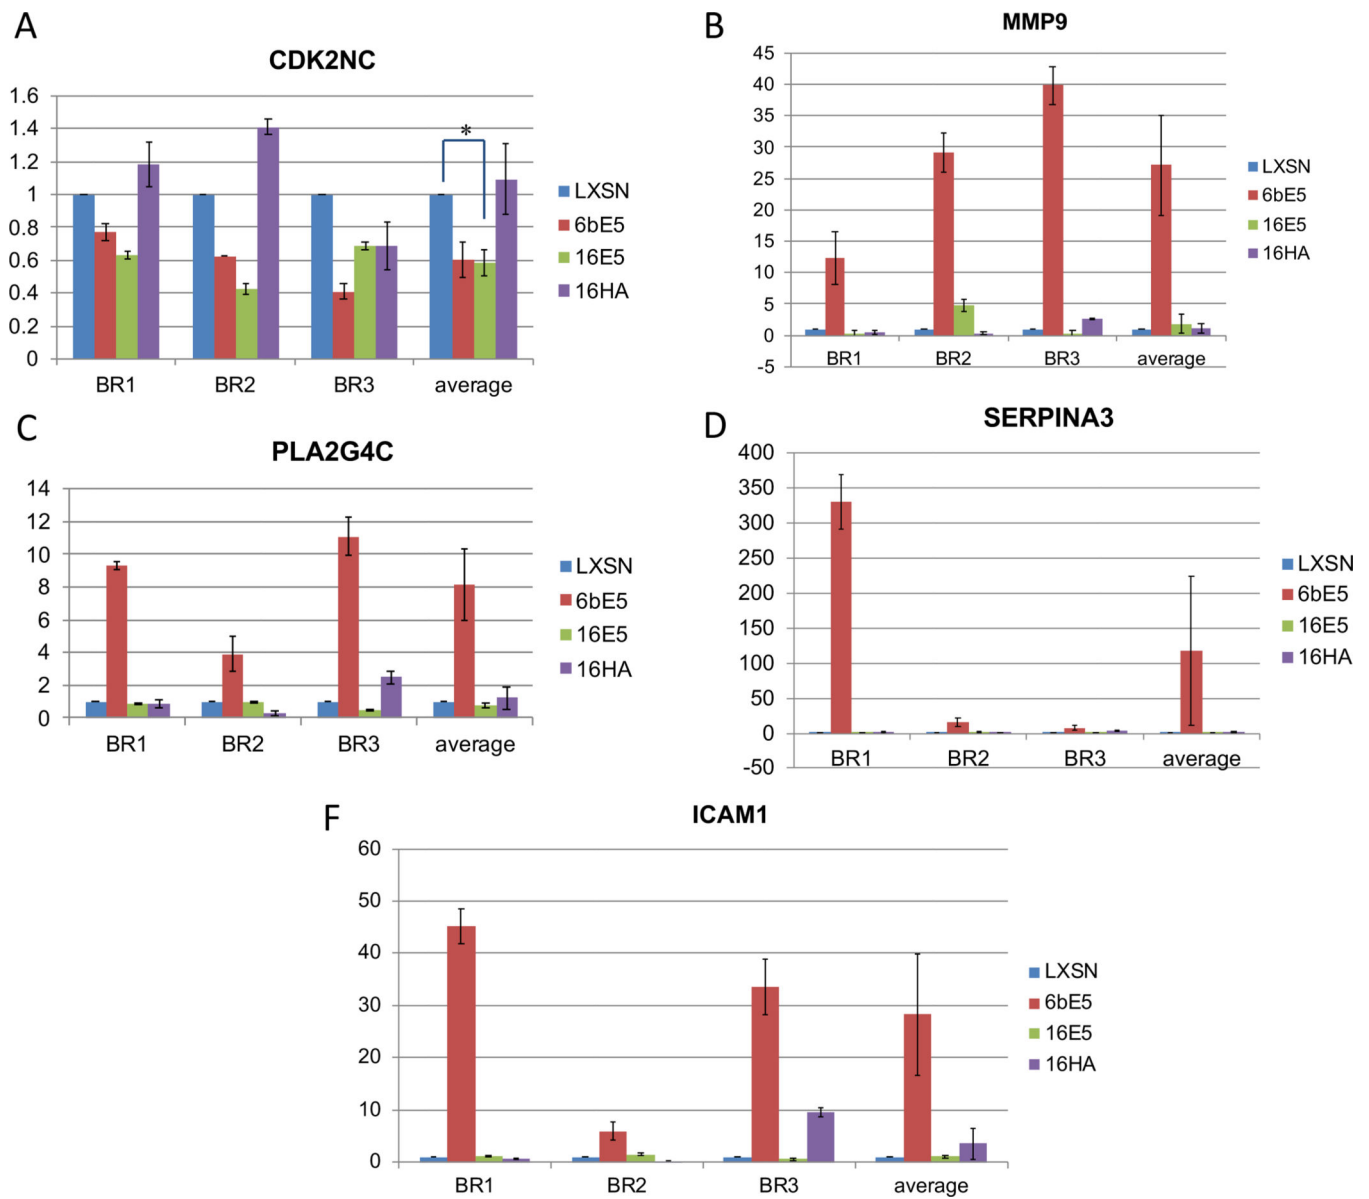 A
CDK2NC
1.6
1.4
1.2
1
0.8
0.6
0.4
0.2
0
*
BR1 BR2 BR3 average
LXSN
6bE5
16E5
16HA
B
MMP9
45
40
35
30
25
20
15
10
5
0
-5
BR1 BR2 BR3 average
LXSN
6bE5
16E5
16HA
C
PLA2G4C
14
12
10
8
6
4
2
0
BR1 BR2 BR3 average
LXSN
6bE5
16E5
16HA
D
SERPINA3
400
350
300
250
200
150
100
50
0
-50
BR1 BR2 BR3 average
LXSN
6bE5
16E5
16HA
F
ICAM1
60
50
40
30
20
10
0
BR1 BR2 BR3 average
LXSN
6bE5
16E5
16HA